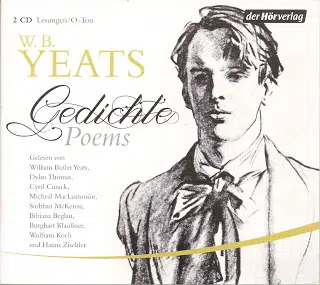 2 CD Lesungen/O-Ton
der Hörverlag
W. B.
YEATS
Gedichte
Poems
Gelesen von
William Butler Yeats,
Dylan Thomas,
Cyril Cusack,
Micheál MacLiammóir,
Siobhan McKenna,
Bibiana Beglau,
Burghart Klaußner,
Wolfram Koch
und Hanns Zischler